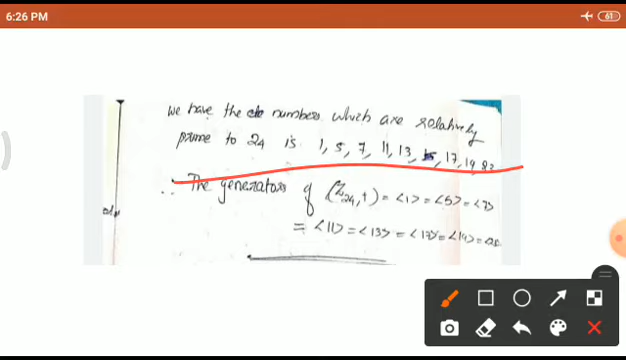 6:26 PM
61
we have the numbers which are relatively
prime to 24 is 1, 5, 7, 11, 13, 17, 19, 23
∴ The generators of (Z₂₄,+) = <1> = <5> = <7>
= <11> = <13> = <17> = <19> =